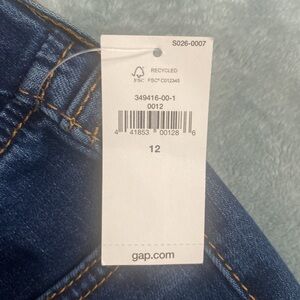 S026-0007
RECYCLED
FSC
FSC® C012345
349416-00-1
0012
4 41853 00128 6
12
gap.com